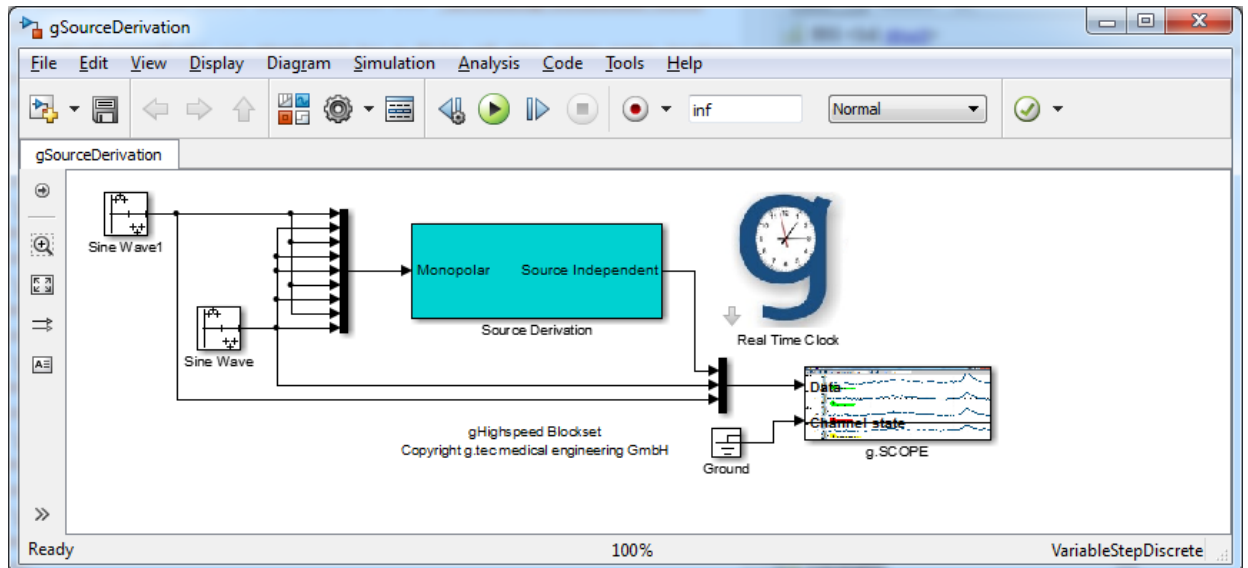 gSourceDerivation
File Edit View Display Diagram Simulation Analysis Code Tools Help
inf Normal
gSourceDerivation
Sine Wave1
Monopolar Source Independent
Source Derivation
Sine Wave
g
Real Time Clock
Data
Channel state
g.SCOPE
gHighspeed Blockset
Copyright g.tec medical engineering GmbH
Ground
Ready 100% VariableStepDiscrete